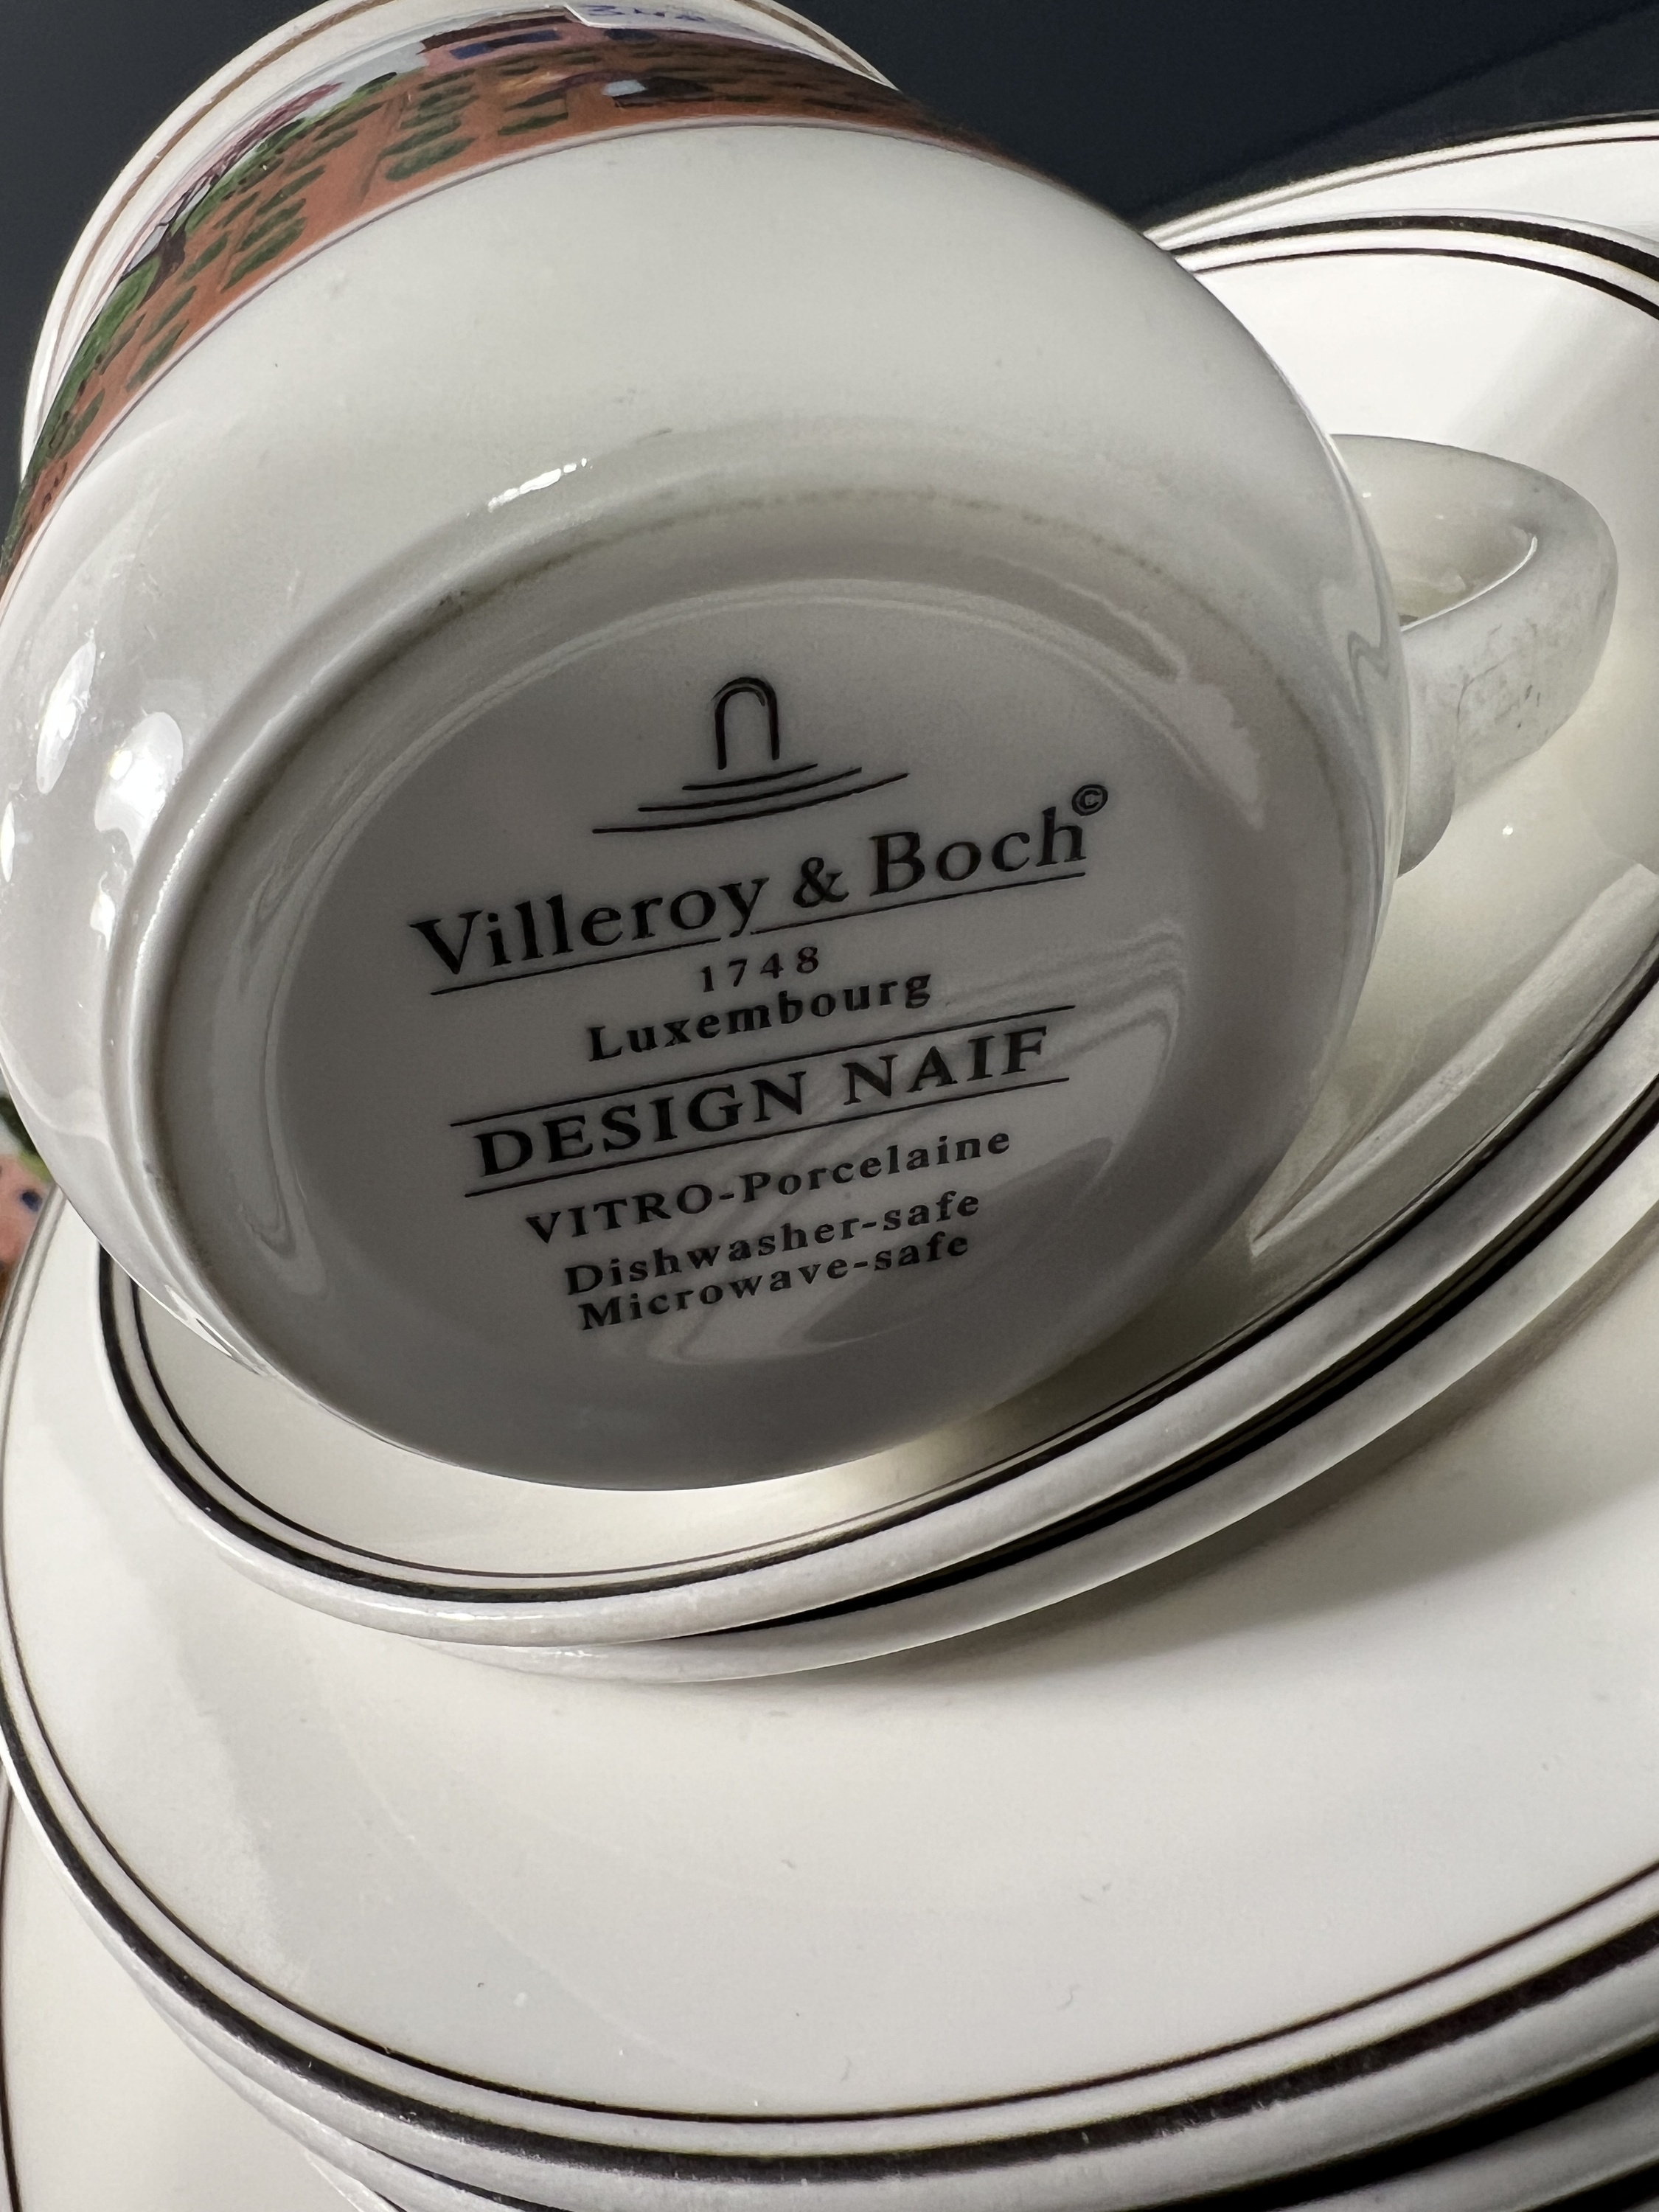 Villeroy & Boch©
1748
Luxembourg
DESIGN NAIF
VITRO-Porcelaine
Dishwasher-safe
Microwave-safe